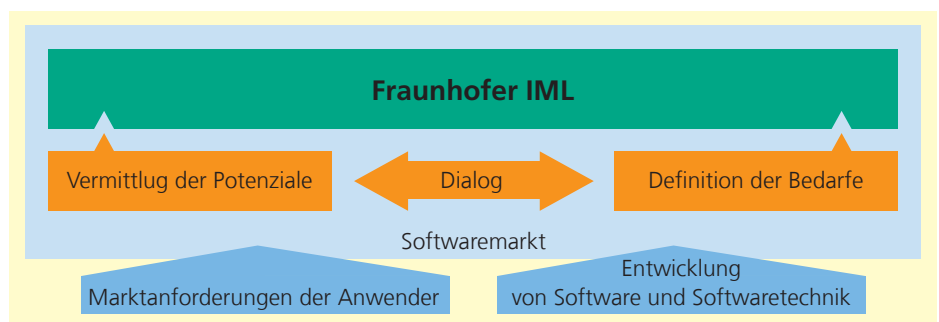 Fraunhofer IML
Vermittlug der Potenziale
Dialog
Definition der Bedarfe
Softwaremarkt
Marktanforderungen der Anwender
Entwicklung
von Software und Softwaretechnik